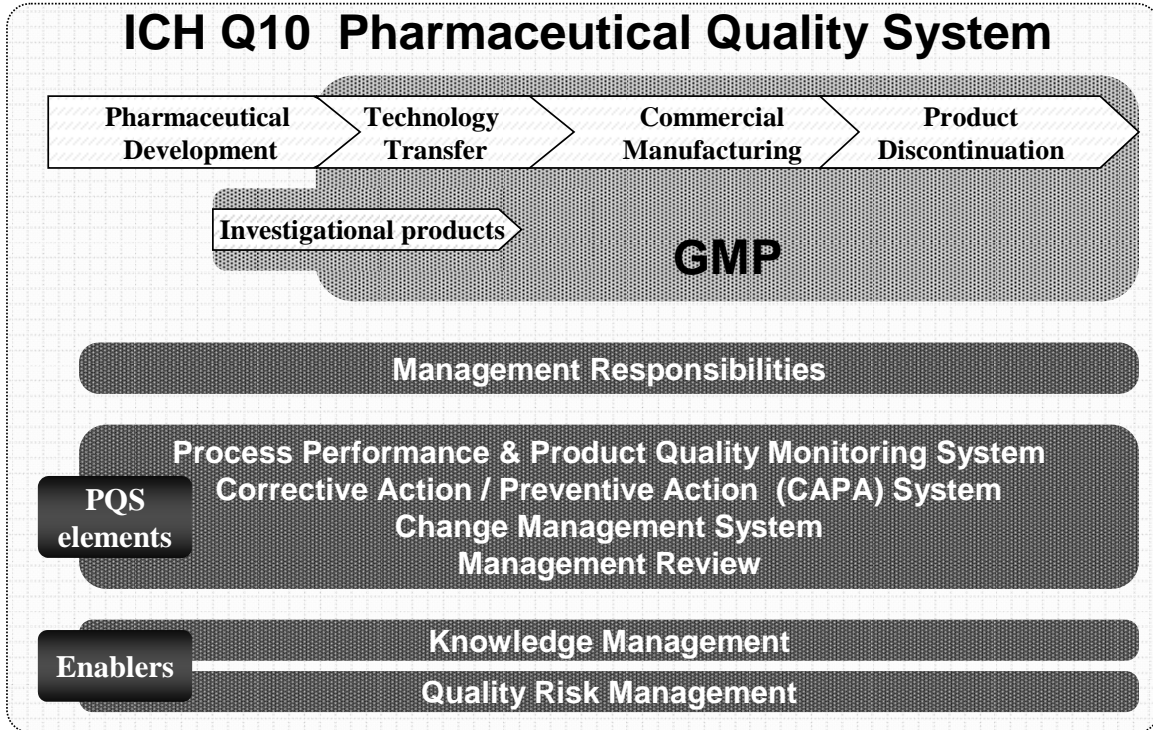 ICH Q10  Pharmaceutical Quality System
Pharmaceutical
Development
Technology
Transfer
Commercial
Manufacturing
Product
Discontinuation
Investigational products
GMP
Management Responsibilities
PQS
elements
Process Performance & Product Quality Monitoring System
Corrective Action / Preventive Action  (CAPA) System
Change Management System
Management Review
Enablers
Knowledge Management
Quality Risk Management